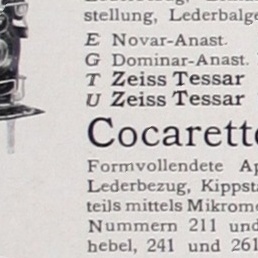 stellung, Lederbalge
E Novar-Anast.
G Dominar-Anast.
T Zeiss Tessar
U Zeiss Tessar
Cocarette
Formvollendete Ap
Lederbezug, Kippsta
teils mittels Mikrome
Nummern 211 und
hebel, 241 und 261